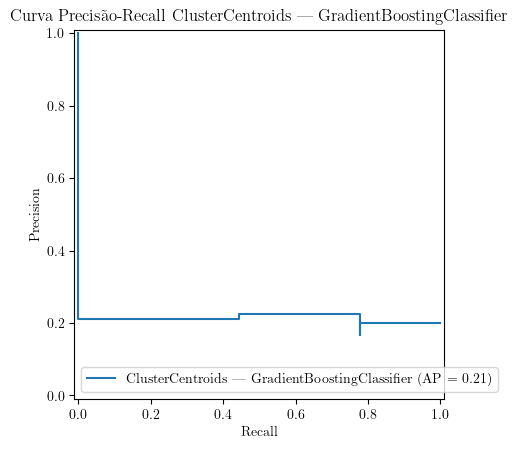 Curva Precisão-Recall ClusterCentroids — GradientBoostingClassifier
1.0
0.8
0.6
0.4
0.2
0.0
Precision
ClusterCentroids — GradientBoostingClassifier (AP = 0.21)
0.0 0.2 0.4 0.6 0.8 1.0
Recall